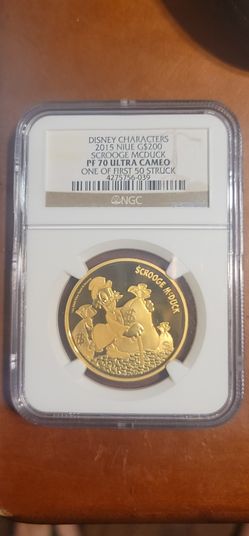 DISNEY CHARACTERS
2015 NIUE G$200
SCROOGE MCDUCK
PF 70 ULTRA CAMEO
ONE OF FIRST 50 STRUCK
4275756-039
NGC
SCROOGE McDUCK